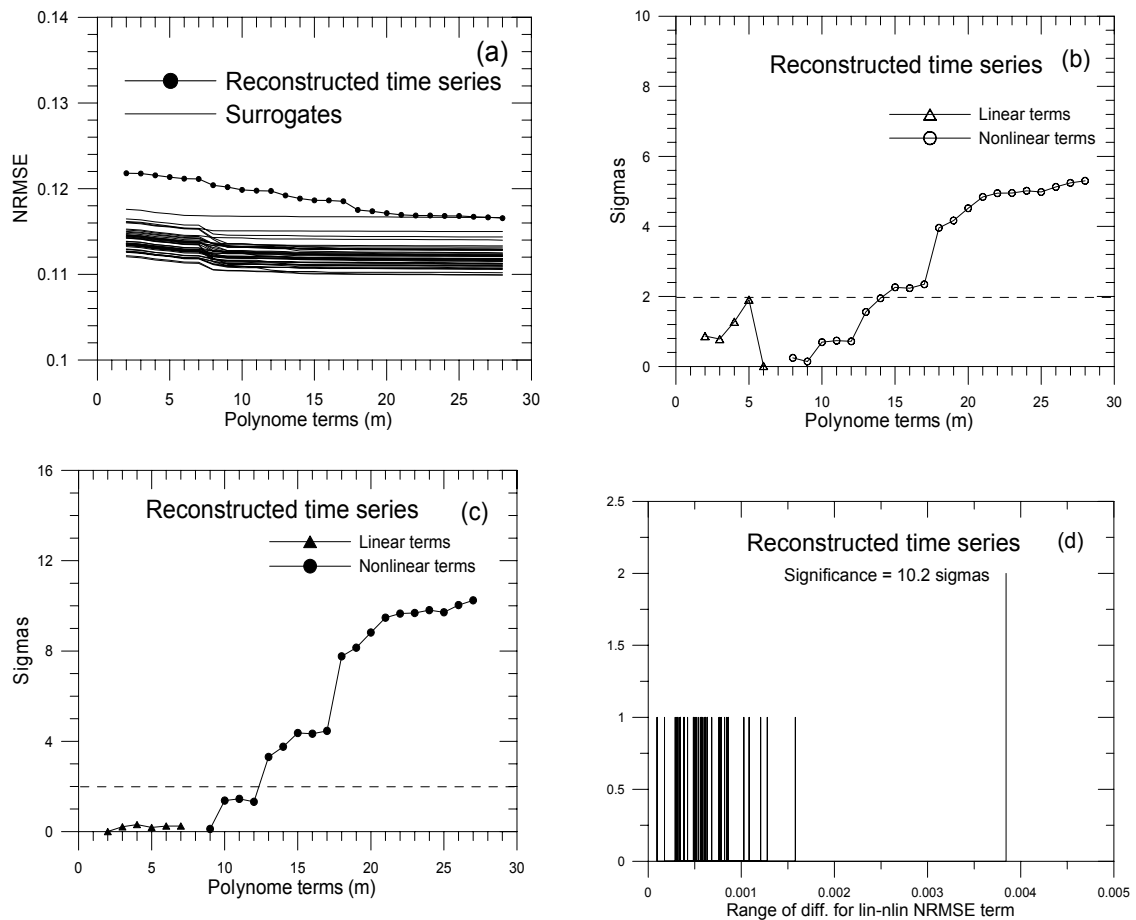 0.14
0.13
0.12
0.11
0.1
NRMSE
(a)
Reconstructed time series
Surrogates
0 5 10 15 20 25 30
Polynome terms (m)
10
8
6
4
2
0
Sigmas
Reconstructed time series
(b)
Linear terms
Nonlinear terms
0 5 10 15 20 25 30
Polynome terms (m)
16
12
8
4
0
Sigmas
Reconstructed time series
(c)
Linear terms
Nonlinear terms
0 5 10 15 20 25 30
Polynome terms (m)
2.5
2
1.5
1
0.5
0
Reconstructed time series
(d)
Significance = 10.2 sigmas
0 0.001 0.002 0.003 0.004 0.005
Range of diff. for lin-nlin NRMSE term